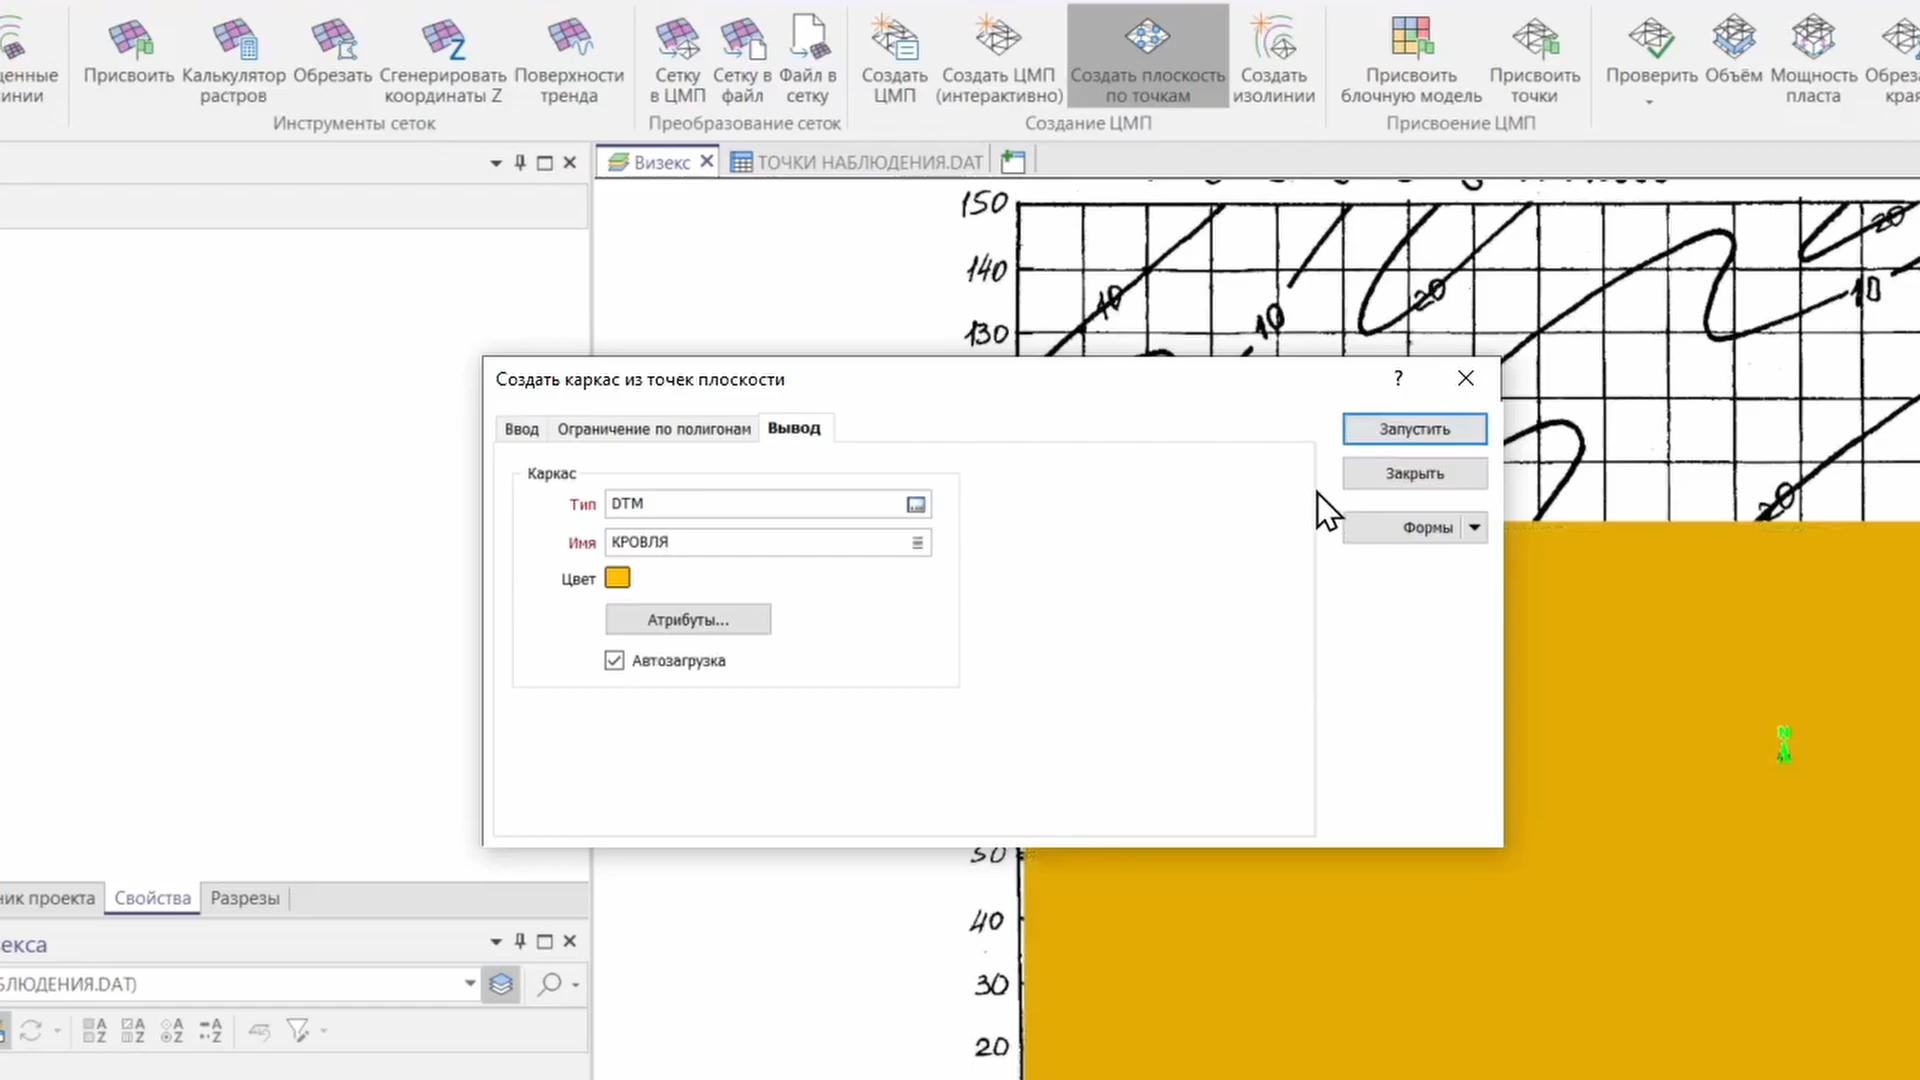 Присвоить
Калькулятор
растров
Обрезать
Сгенерировать
координаты Z
Поверхности
тренда
Инструменты сеток
Сетку
в ЦМП
Сетку в
файл
Файл в
сетку
Преобразование сеток
Создать
ЦМП
Создать ЦМП
(интерактивно)
Создать плоскость
по точкам
Создать
изолинии
Создание ЦМП
Присвоить
блочную модель
Присвоить
точки
Присвоение ЦМП
Проверить
Объём
Мощность
пласта
Визекс
ТОЧКИ НАБЛЮДЕНИЯ.DAT
150
140
130
10
10
20
20
10
20
Создать каркас из точек плоскости
?
Ввод
Ограничение по полигонам
Вывод
Каркас
Тип
DTM
Имя
КРОВЛЯ
Цвет
Атрибуты...
Автозагрузка
Запустить
Закрыть
Формы
N
50
40
30
20
ник проекта
Свойства
Разрезы
екса
БЛЮДЕНИЯ.DAT)